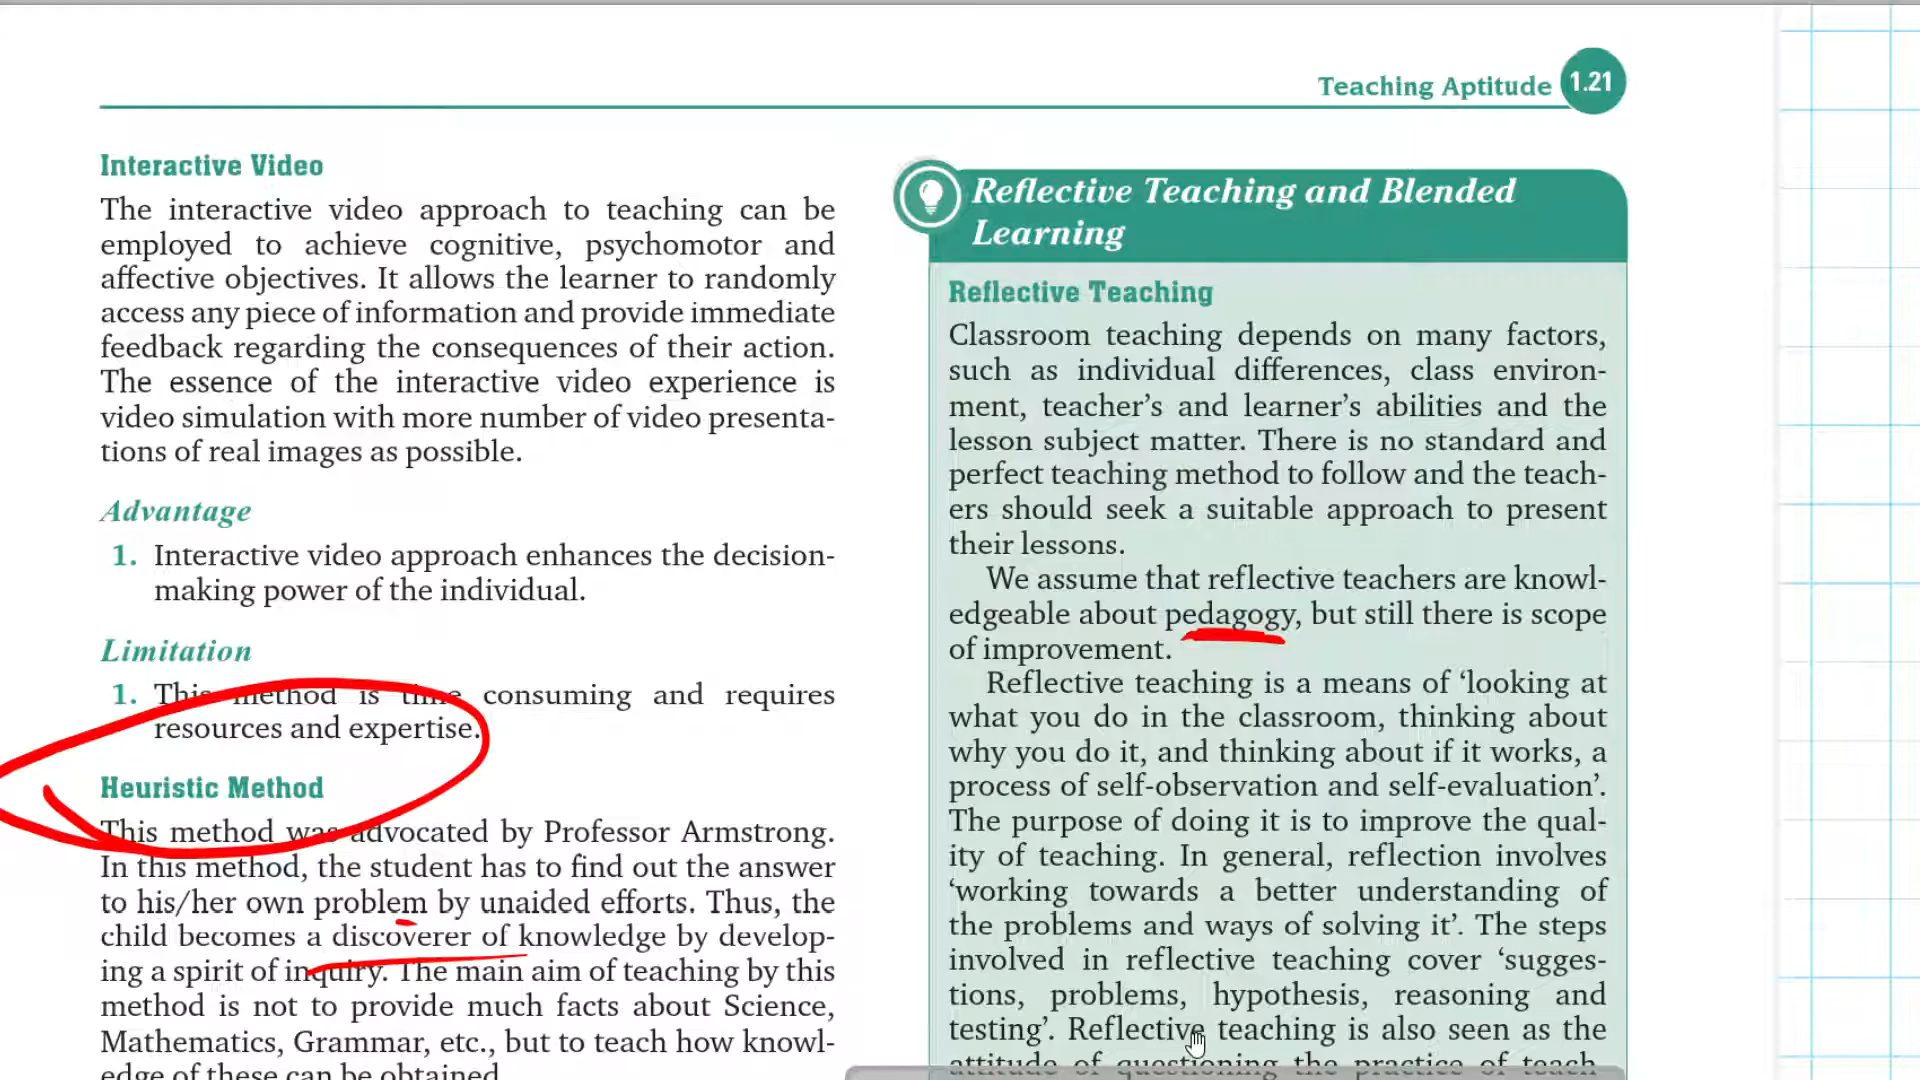 Teaching Aptitude 1.21
Interactive Video
The interactive video approach to teaching can be
employed to achieve cognitive, psychomotor and
affective objectives. It allows the learner to randomly
access any piece of information and provide immediate
feedback regarding the consequences of their action.
The essence of the interactive video experience is
video simulation with more number of video presenta-
tions of real images as possible.
Advantage
1. Interactive video approach enhances the decision-
making power of the individual.
Limitation
1. This method is time consuming and requires
resources and expertise.
Heuristic Method
This method was advocated by Professor Armstrong.
In this method, the student has to find out the answer
to his/her own problem by unaided efforts. Thus, the
child becomes a discoverer of knowledge by develop-
ing a spirit of inquiry. The main aim of teaching by this
method is not to provide much facts about Science,
Mathematics, Grammar, etc., but to teach how knowl-
edge of these can be obtained.
Reflective Teaching and Blended
Learning
Reflective Teaching
Classroom teaching depends on many factors,
such as individual differences, class environ-
ment, teacher's and learner's abilities and the
lesson subject matter. There is no standard and
perfect teaching method to follow and the teach-
ers should seek a suitable approach to present
their lessons.
We assume that reflective teachers are knowl-
edgeable about pedagogy, but still there is scope
of improvement.
Reflective teaching is a means of ‘looking at
what you do in the classroom, thinking about
why you do it, and thinking about if it works, a
process of self-observation and self-evaluation’.
The purpose of doing it is to improve the qual-
ity of teaching. In general, reflection involves
‘working towards a better understanding of
the problems and ways of solving it’. The steps
involved in reflective teaching cover ‘sugges-
tions, problems, hypothesis, reasoning and
testing’. Reflective teaching is also seen as the
attitude of questioning the practice of teach-